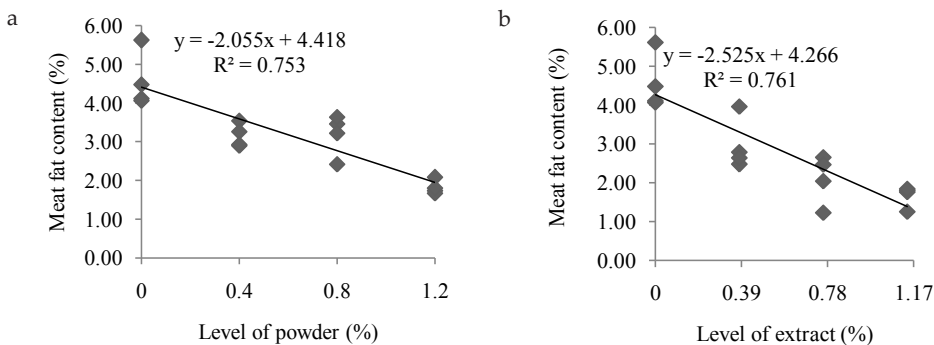 a
y = -2.055x + 4.418
R² = 0.753
Meat fat content (%)
6.00
5.00
4.00
3.00
2.00
1.00
0.00
0 0.4 0.8 1.2
Level of powder (%)
b
y = -2.525x + 4.266
R² = 0.761
Meat fat content (%)
6.00
5.00
4.00
3.00
2.00
1.00
0.00
0 0.39 0.78 1.17
Level of extract (%)